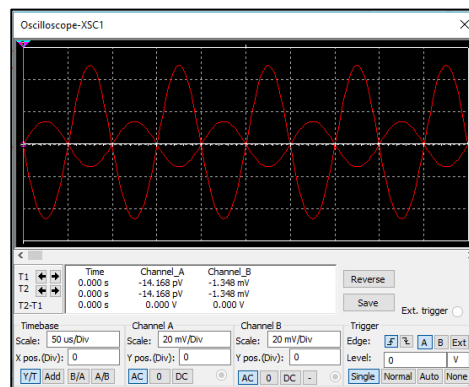 Oscilloscope-XSC1
T1
T2
T2-T1
Time Channel_A Channel_B
0.000 s -14.168 pV -1.348 mV
0.000 s -14.168 pV -1.348 mV
0.000 s 0.000 V 0.000 V
Reverse
Save
Ext. trigger
Timebase
Scale: 50 us/Div
X pos.(Div): 0
Y/T Add B/A A/B
Channel A
Scale: 20 mV/Div
Y pos.(Div): 0
AC 0 DC
Channel B
Scale: 20 mV/Div
Y pos.(Div): 0
AC 0 DC -
Trigger
Edge: A B Ext
Level: 0 V
Single Normal Auto None